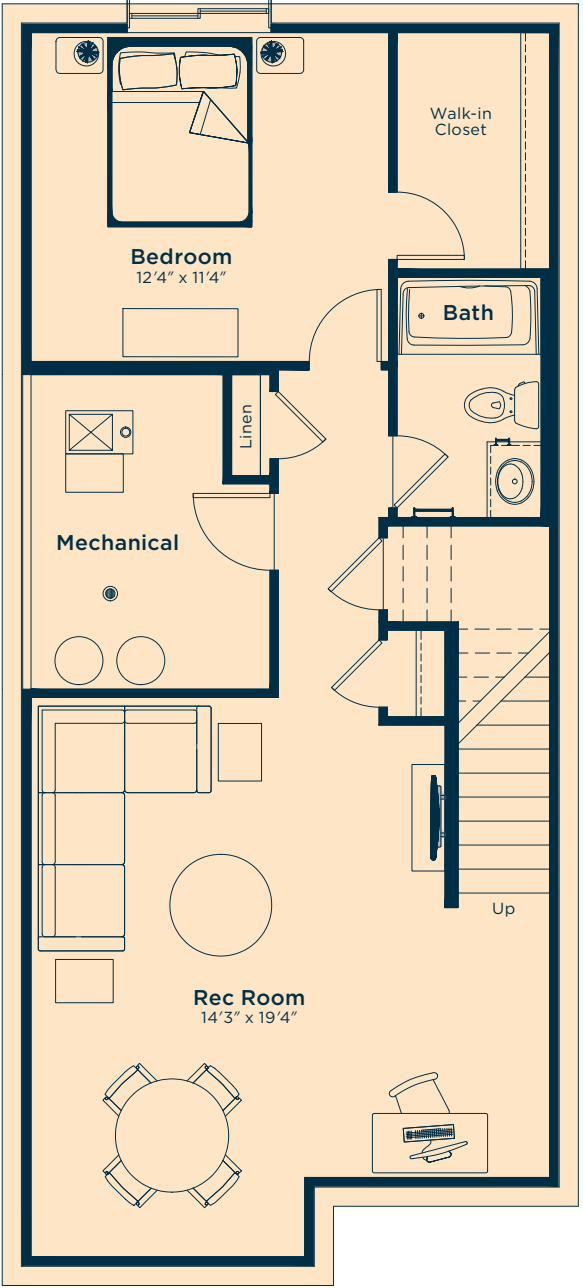 Walk-in
Closet
Bedroom
12'4" x 11'4"
Bath
Linen
Mechanical
Up
Rec Room
14'3" x 19'4"